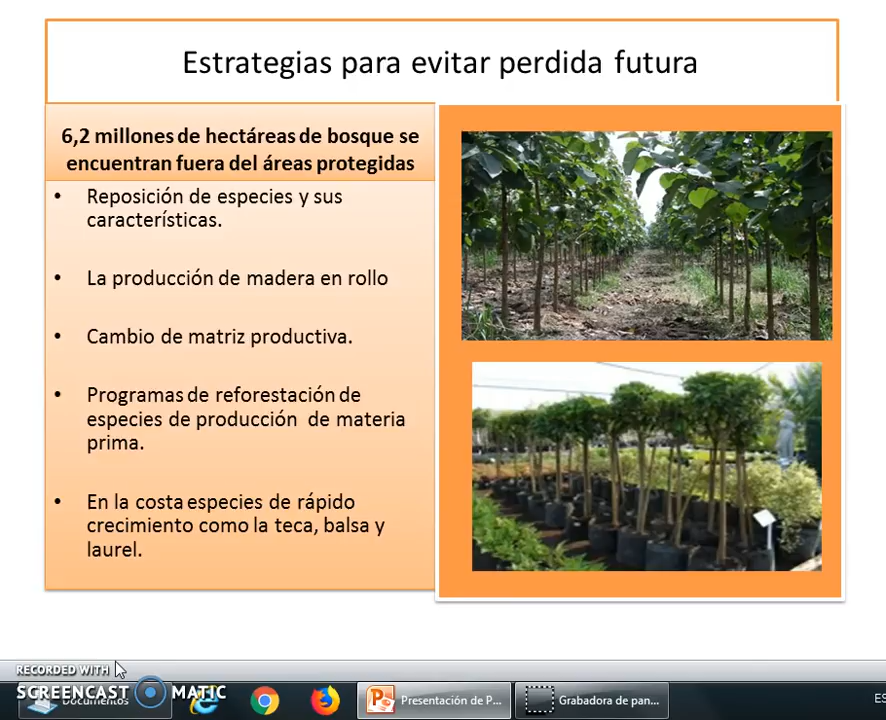 Estrategias para evitar perdida futura
6,2 millones de hectáreas de bosque se
encuentran fuera del áreas protegidas
• Reposición de especies y sus
características.
• La producción de madera en rollo
• Cambio de matriz productiva.
• Programas de reforestación de
especies de producción de materia
prima.
• En la costa especies de rápido
crecimiento como la teca, balsa y
laurel.
RECORDED WITH
SCREENCAST MATIC
Documentos
Presentación de P...
Grabadora de pan...
ES